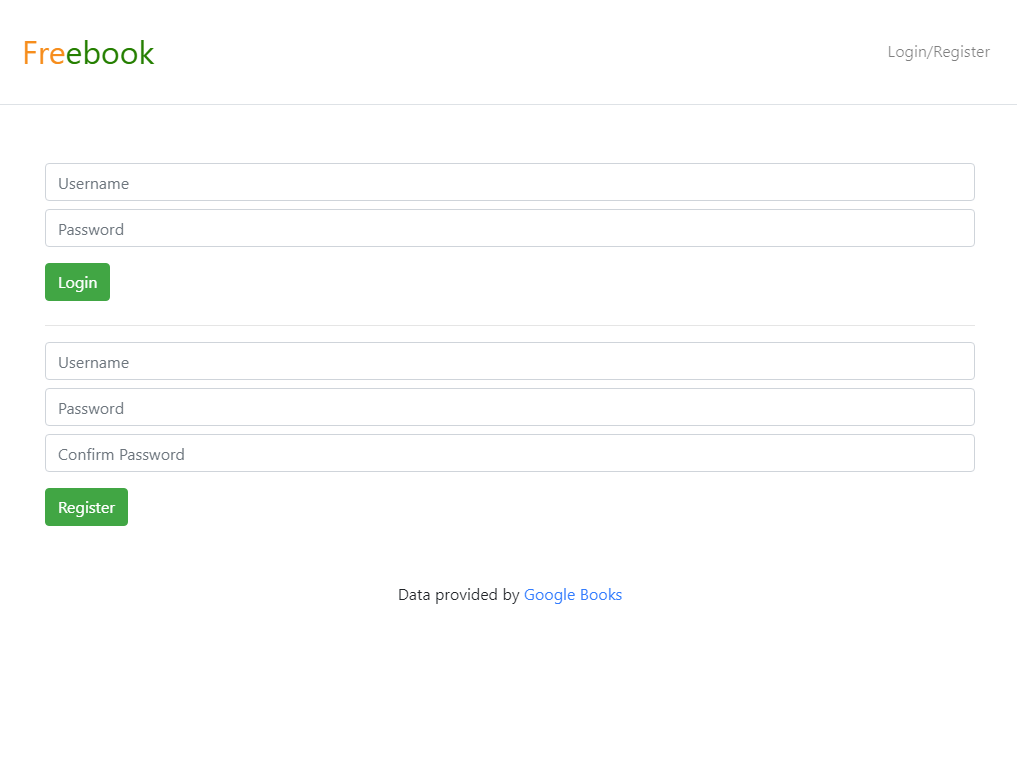 Freebook
Login/Register
Username
Password
Login
Username
Password
Confirm Password
Register
Data provided by Google Books